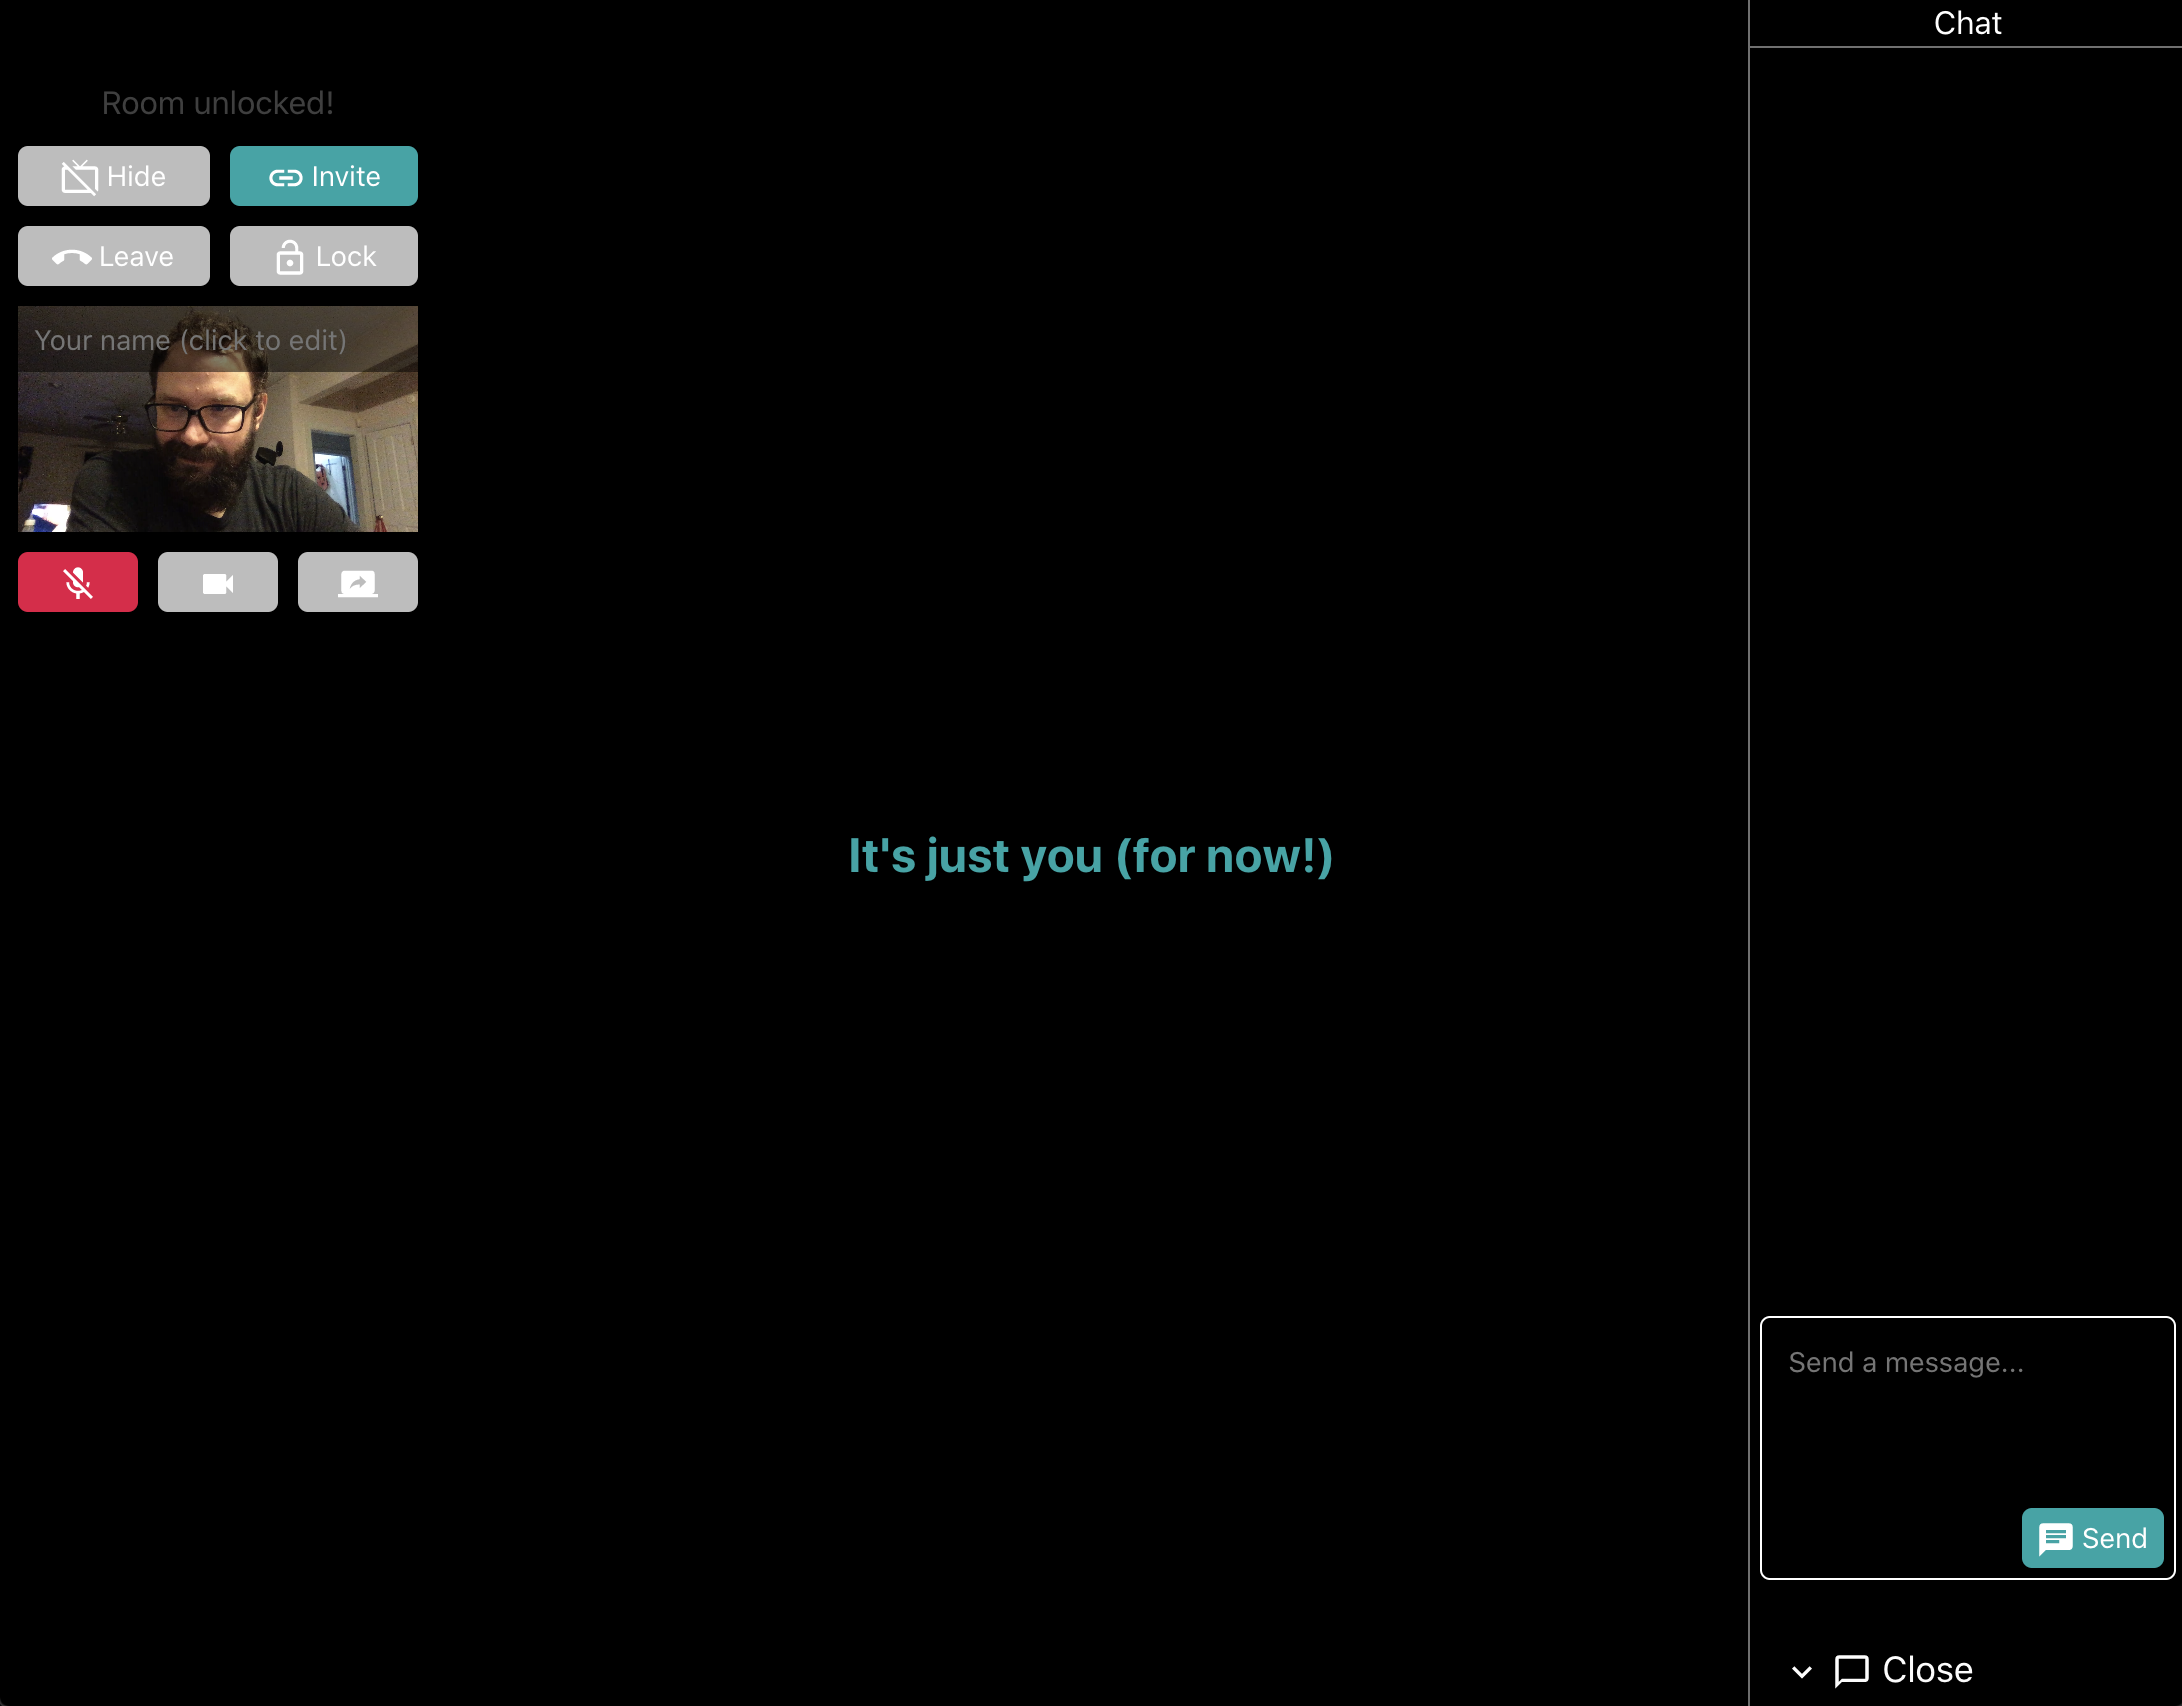 Chat
Room unlocked!
Hide
Invite
Leave
Lock
Your name (click to edit)
It's just you (for now!)
Send a message...
Send
Close